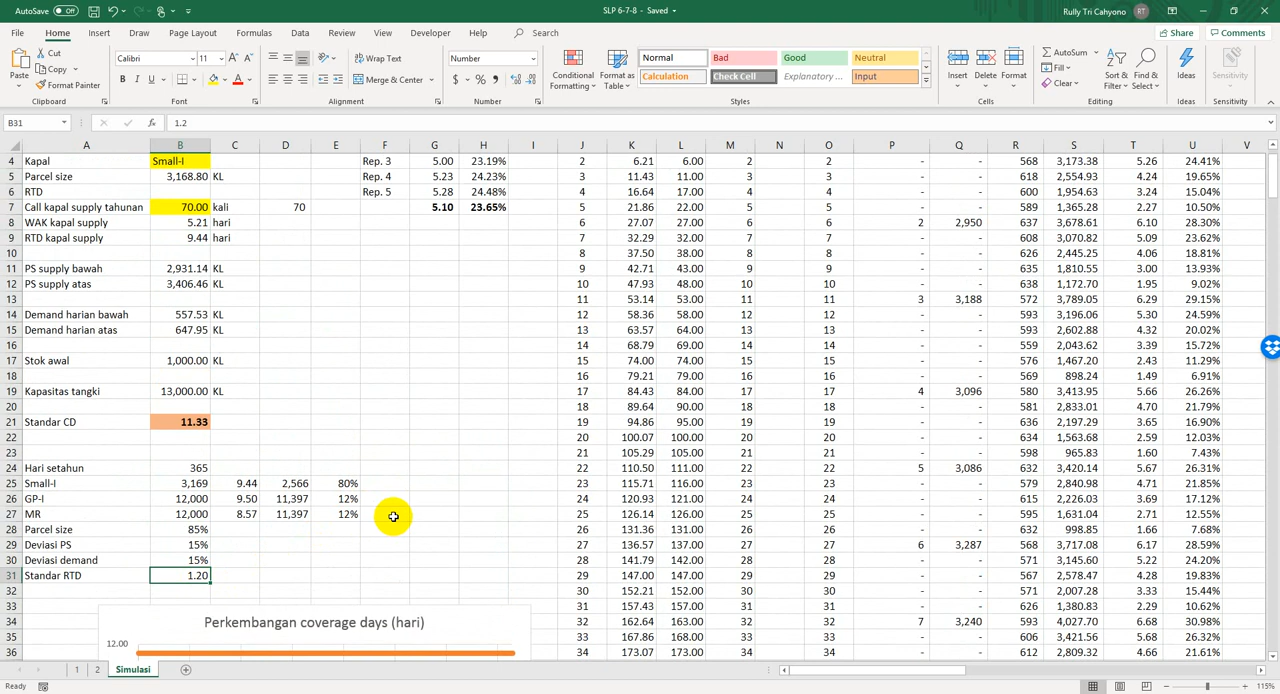 AutoSave Off SLP 6-7-8 - Saved Rully Tri Cahyono RT
File Home Insert Draw Page Layout Formulas Data Review View Developer Help Search Share Comments
Paste Cut Copy Format Painter Clipboard
Calibri 11 B I U Font
Wrap Text Merge & Center Alignment
Number $ % Number
Conditional Formatting Format as Table Normal Bad Good Neutral Calculation Check Cell Explanatory ... Input Styles
Insert Delete Format Cells
AutoSum Fill Clear Sort & Filter Find & Select Editing
Ideas Ideas Sensitivity Sensitivity
B31 fx 1.2
A B C D E F G H I J K L M N O P Q R S T U V
4 Kapal Small-I Rep. 3 5.00 23.19% 2 6.21 6.00 2 2 - - 568 3,173.38 5.26 24.41%
5 Parcel size 3,168.80 KL Rep. 4 5.23 24.23% 3 11.43 11.00 3 3 - - 618 2,554.93 4.24 19.65%
6 RTD Rep. 5 5.28 24.48% 4 16.64 17.00 4 4 - - 600 1,954.63 3.24 15.04%
7 Call kapal supply tahunan 70.00 kali 70 5.10 23.65% 5 21.86 22.00 5 5 - - 589 1,365.28 2.27 10.50%
8 WAK kapal supply 5.21 hari 6 27.07 27.00 6 6 2 2,950 637 3,678.61 6.10 28.30%
9 RTD kapal supply 9.44 hari 7 32.29 32.00 7 7 - - 608 3,070.82 5.09 23.62%
10 8 37.50 38.00 8 8 - - 626 2,445.25 4.06 18.81%
11 PS supply bawah 2,931.14 KL 9 42.71 43.00 9 9 - - 635 1,810.55 3.00 13.93%
12 PS supply atas 3,406.46 KL 10 47.93 48.00 10 10 - - 638 1,172.70 1.95 9.02%
13 11 53.14 53.00 11 11 3 3,188 572 3,789.05 6.29 29.15%
14 Demand harian bawah 557.53 KL 12 58.36 58.00 12 12 - - 593 3,196.06 5.30 24.59%
15 Demand harian atas 647.95 KL 13 63.57 64.00 13 13 - - 593 2,602.88 4.32 20.02%
16 14 68.79 69.00 14 14 - - 559 2,043.62 3.39 15.72%
17 Stok awal 1,000.00 KL 15 74.00 74.00 15 15 - - 576 1,467.20 2.43 11.29%
18 16 79.21 79.00 16 16 - - 569 898.24 1.49 6.91%
19 Kapasitas tangki 13,000.00 KL 17 84.43 84.00 17 17 4 3,096 580 3,413.95 5.66 26.26%
20 18 89.64 90.00 18 18 - - 581 2,833.01 4.70 21.79%
21 Standar CD 11.33 19 94.86 95.00 19 19 - - 636 2,197.29 3.65 16.90%
22 20 100.07 100.00 20 20 - - 634 1,563.68 2.59 12.03%
23 21 105.29 105.00 21 21 - - 598 965.83 1.60 7.43%
24 Hari setahun 365 22 110.50 111.00 22 22 5 3,086 632 3,420.14 5.67 26.31%
25 Small-I 3,169 9.44 2,566 80% 23 115.71 116.00 23 23 - - 579 2,840.98 4.71 21.85%
26 GP-I 12,000 9.50 11,397 12% 24 120.93 121.00 24 24 - - 615 2,226.03 3.69 17.12%
27 MR 12,000 8.57 11,397 12% 25 126.14 126.00 25 25 - - 595 1,631.04 2.71 12.55%
28 Parcel size 85% 26 131.36 131.00 26 26 - - 632 998.85 1.66 7.68%
29 Deviasi PS 15% 27 136.57 137.00 27 27 6 3,287 568 3,717.08 6.17 28.59%
30 Deviasi demand 15% 28 141.79 142.00 28 28 - - 571 3,145.60 5.22 24.20%
31 Standar RTD 1.20 29 147.00 147.00 29 29 - - 567 2,578.47 4.28 19.83%
32 30 152.21 152.00 30 30 - - 571 2,007.28 3.33 15.44%
33 31 157.43 157.00 31 31 - - 626 1,380.83 2.29 10.62%
34 Perkembangan coverage days (hari) 32 162.64 163.00 32 32 7 3,240 593 4,027.70 6.68 30.98%
35 12.00 33 167.86 168.00 33 33 - - 606 3,421.56 5.68 26.32%
36 34 173.07 173.00 34 34 - - 612 2,809.32 4.66 21.61%
1 2 Simulasi
Ready 115%